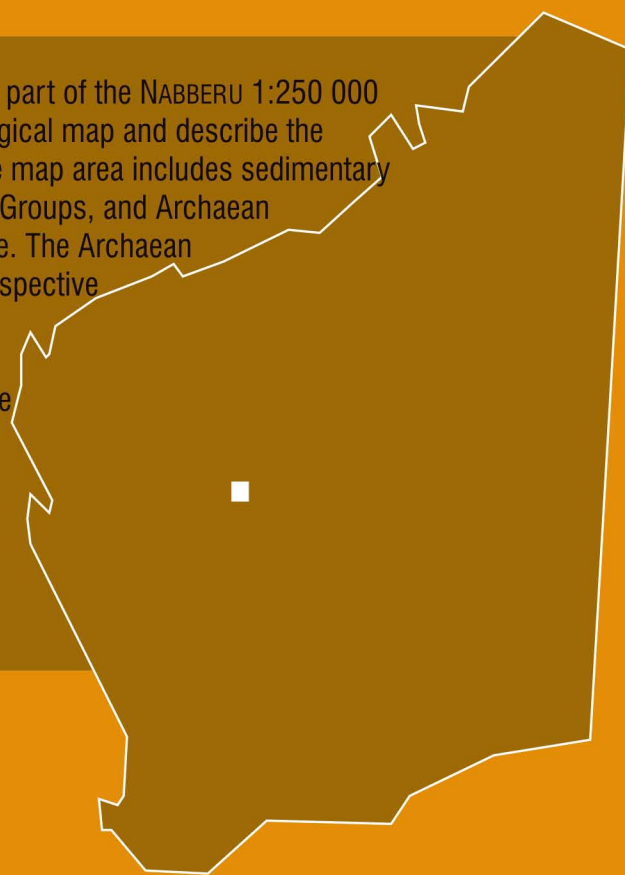 part of the NABBERU 1:250 000
gical map and describe the
map area includes sedimentary
Groups, and Archaean
The Archaean
spective